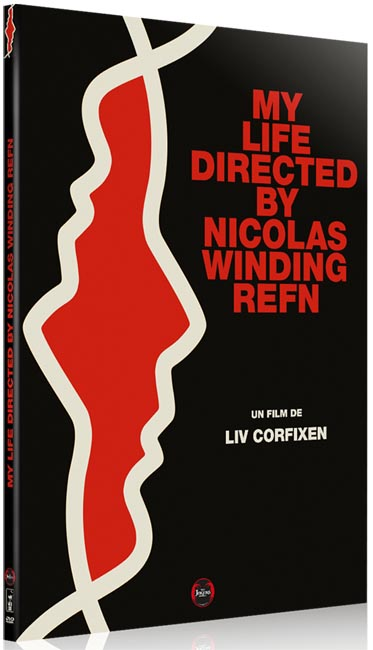 MY LIFE DIRECTED BY NICOLAS WINDING REFN
DVD
MY
LIFE
DIRECTED
BY
NICOLAS
WINDING
REFN
UN FILM DE
LIV CORFIXEN